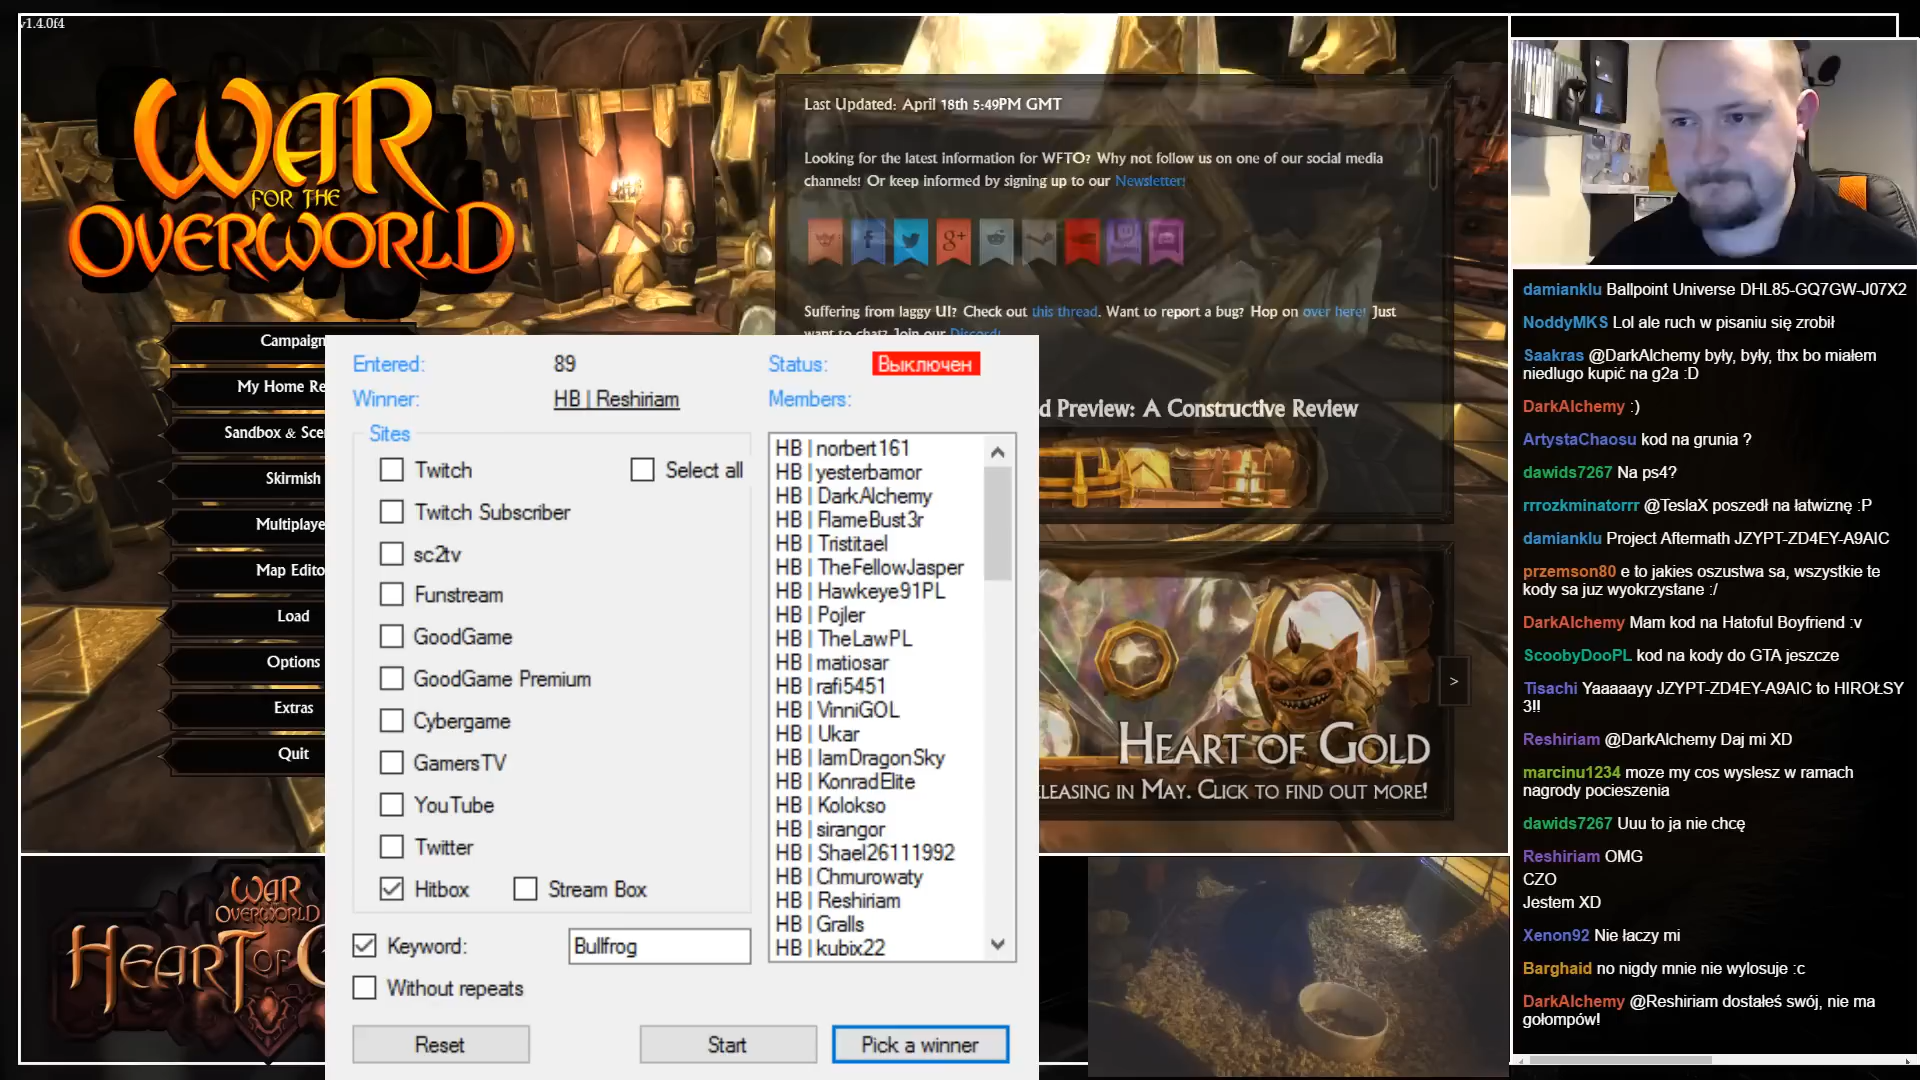 v1.4.0f4
WAR
FOR THE
OVERWORLD
Campaign
My Home Re
Sandbox & Sce
Skirmish
Multiplaye
Map Edito
Load
Options
Extras
Quit
Last Updated: April 18th 5:49PM GMT
Looking for the latest information for WFTO? Why not follow us on one of our social media
channels! Or keep informed by signing up to our Newsletter!
Suffering from laggy UI? Check out this thread. Want to report a bug? Hop on over here! Just
want to chat? Join our Discord!
d Preview: A Constructive Review
HEART OF GOLD
LEASING IN MAY. CLICK TO FIND OUT MORE!
>
Entered: 89
Status: Выключен
Winner: HB | Reshiriam
Members:
Sites
Twitch
Select all
Twitch Subscriber
sc2tv
Funstream
GoodGame
GoodGame Premium
Cybergame
GamersTV
YouTube
Twitter
Hitbox
Stream Box
Keyword: Bullfrog
Without repeats
Reset
Start
Pick a winner
HB | norbert161
HB | yesterbamor
HB | DarkAlchemy
HB | FlameBust3r
HB | Tristitael
HB | TheFellowJasper
HB | Hawkeye91PL
HB | Pojler
HB | TheLawPL
HB | matiosar
HB | rafi5451
HB | VinniGOL
HB | Ukar
HB | IamDragonSky
HB | KonradElite
HB | Kolokso
HB | sirangor
HB | Shael26111992
HB | Chmurowaty
HB | Reshiriam
HB | Gralls
HB | kubix22
WAR
OVERWORLD
HEART OF G
damianklu Ballpoint Universe DHL85-GQ7GW-J07X2
NoddyMKS Lol ale ruch w pisaniu się zrobił
Saakras @DarkAlchemy były, były, thx bo miałem
niedlugo kupić na g2a :D
DarkAlchemy :)
ArtystaChaosu kod na grunia ?
dawids7267 Na ps4?
rrrozkminatorrr @TeslaX poszedł na łatwiznę :P
damianklu Project Aftermath JZYPT-ZD4EY-A9AIC
przemson80 e to jakies oszustwa sa, wszystkie te
kody sa juz wyokrzystane :/
DarkAlchemy Mam kod na Hatoful Boyfriend :v
ScoobyDooPL kod na kody do GTA jeszcze
Tisachi Yaaaaayy JZYPT-ZD4EY-A9AIC to HIROŁSY
3!!
Reshiriam @DarkAlchemy Daj mi XD
marcinu1234 moze my cos wyslesz w ramach
nagrody pocieszenia
dawids7267 Uuu to ja nie chcę
Reshiriam OMG
CZO
Jestem XD
Xenon92 Nie łaczy mi
Barghaid no nigdy mnie nie wylosuje :c
DarkAlchemy @Reshiriam dostałeś swój, nie ma
gołompów!